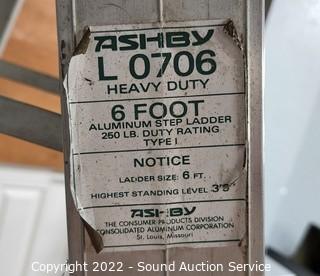 ASHBY
L 0706
HEAVY DUTY
6 FOOT
ALUMINUM STEP LADDER
250 LB. DUTY RATING
TYPE I
NOTICE
LADDER SIZE: 6 FT.
HIGHEST STANDING LEVEL 3'9"
ASHBY
THE CONSUMER PRODUCTS DIVISION
CONSOLIDATED ALUMINUM CORPORATION
St. Louis, Missouri
Copyright 2022 - Sound Auction Service